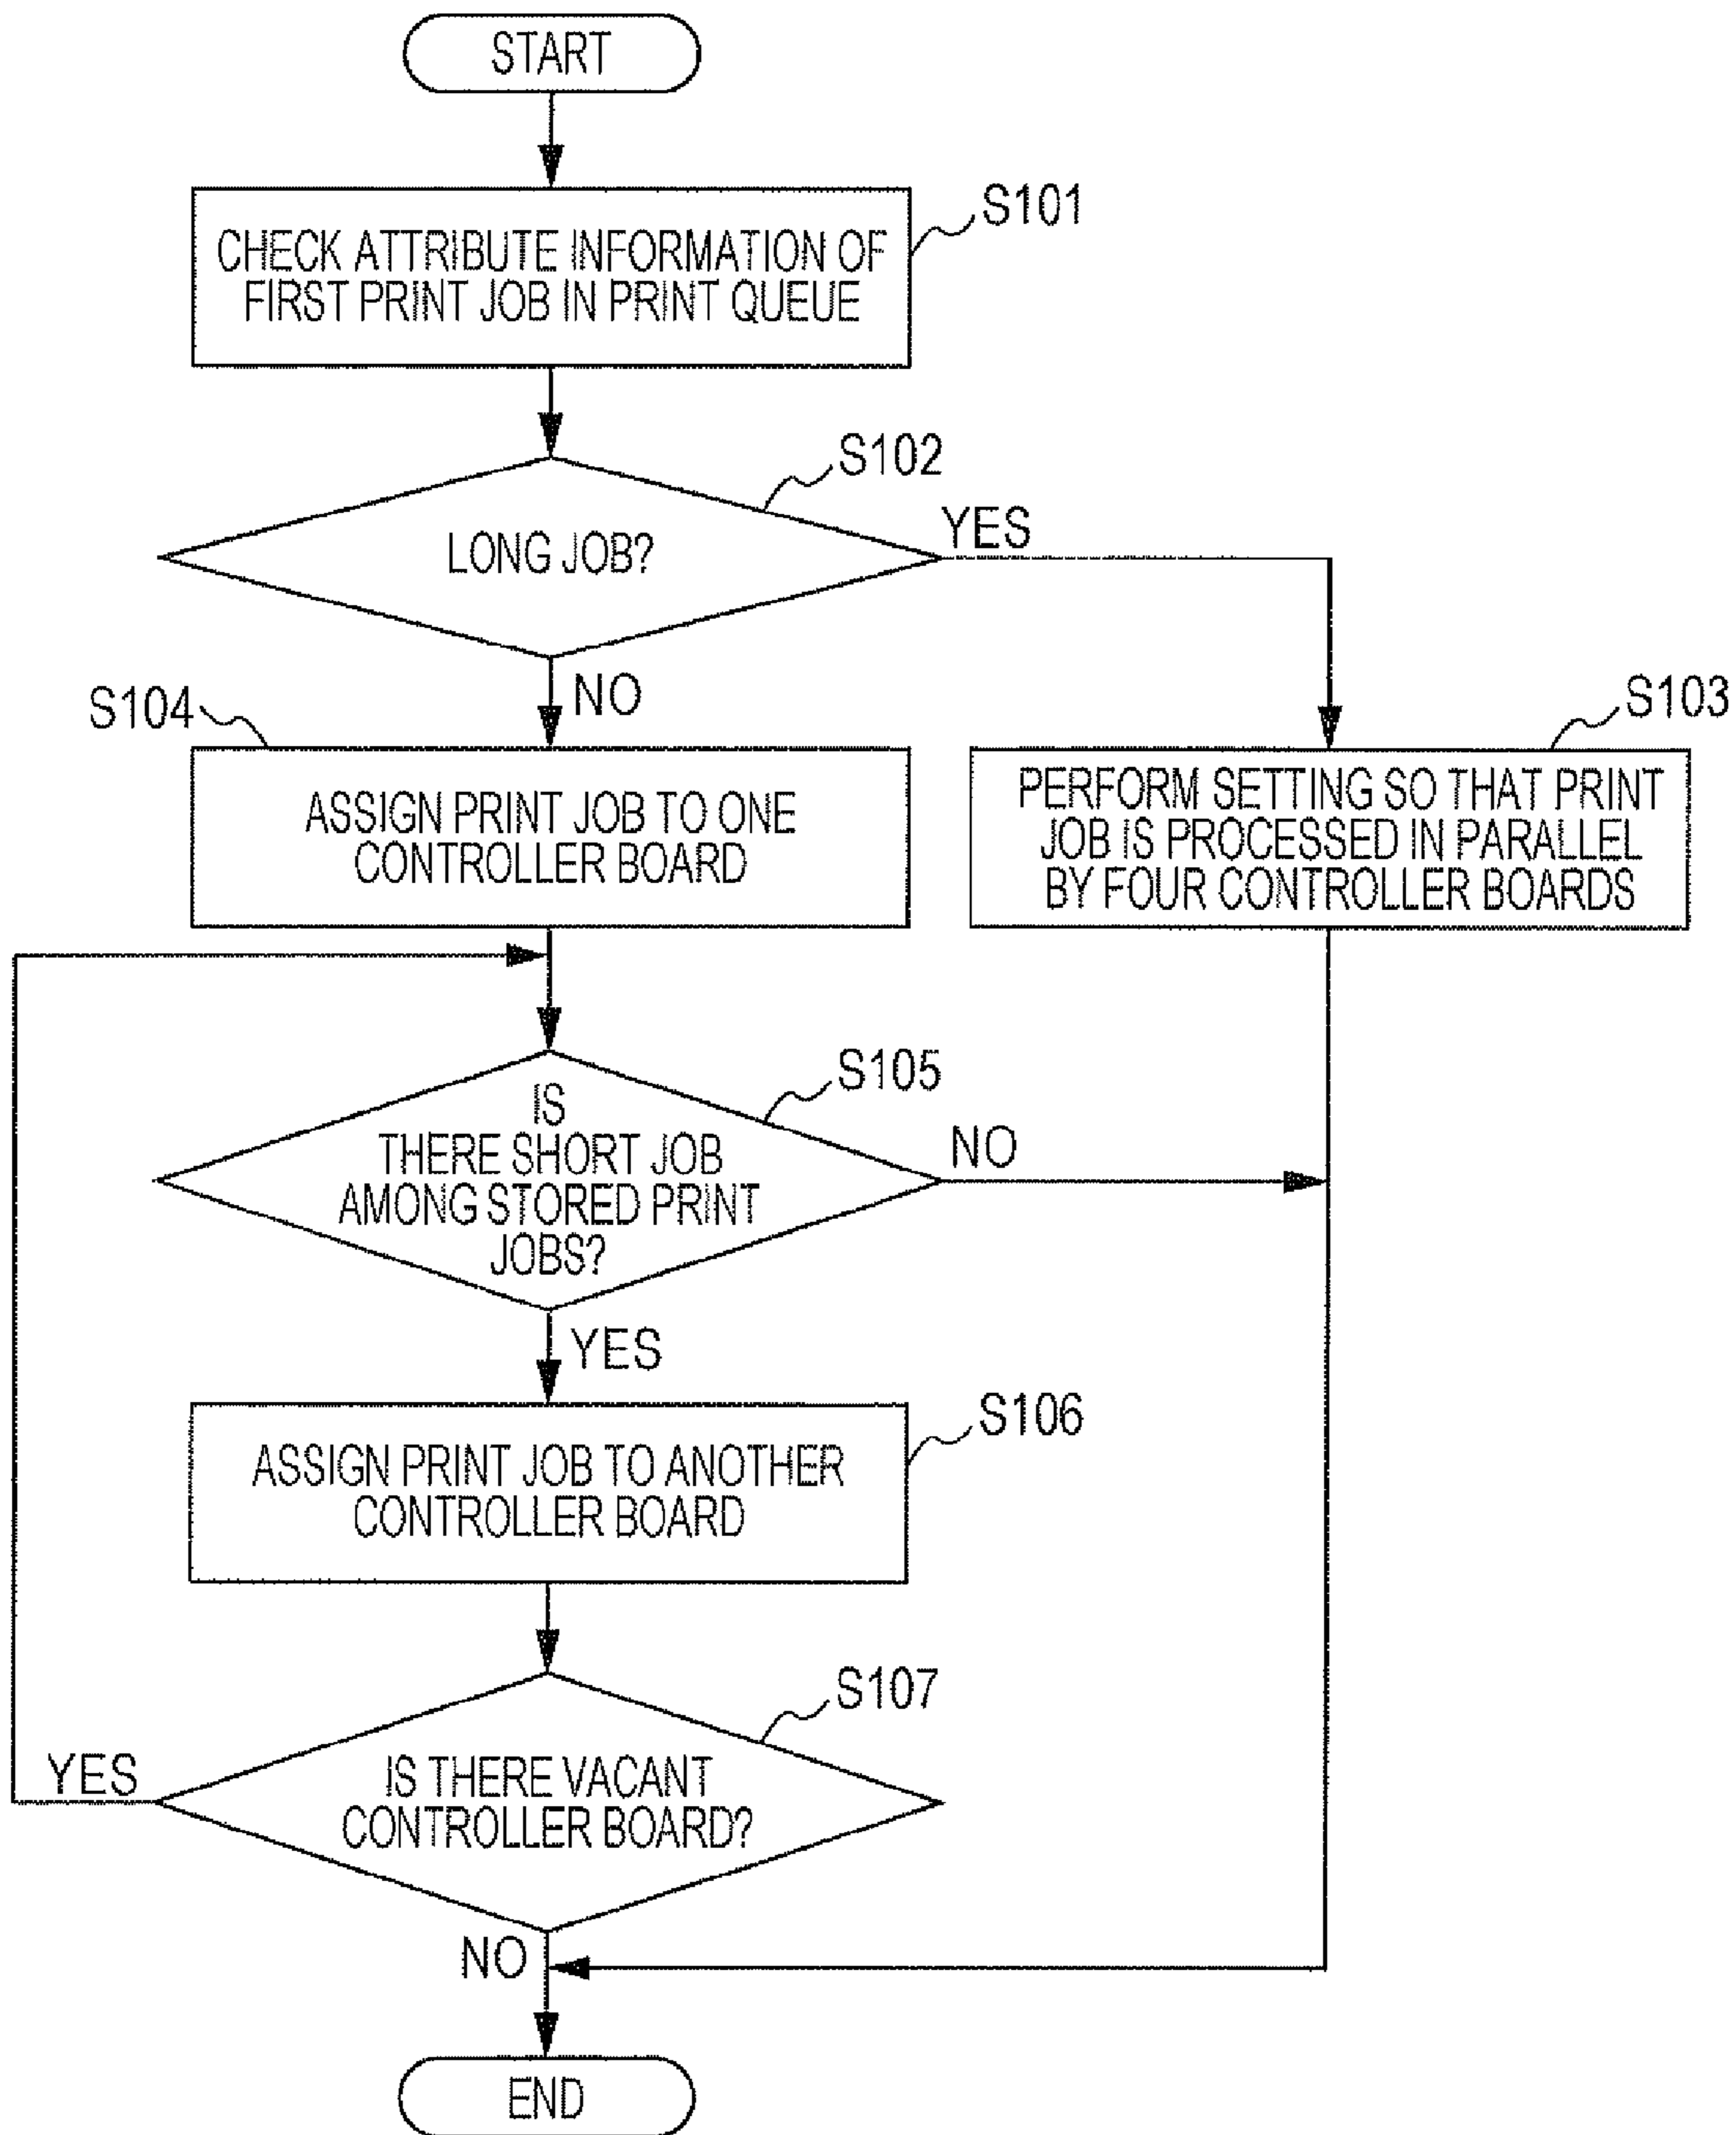 START
S101
CHECK ATTRIBUTE INFORMATION OF
FIRST PRINT JOB IN PRINT QUEUE
S102
LONG JOB?
YES
NO
S104
S103
ASSIGN PRINT JOB TO ONE
CONTROLLER BOARD
PERFORM SETTING SO THAT PRINT
JOB IS PROCESSED IN PARALLEL
BY FOUR CONTROLLER BOARDS
S105
IS
THERE SHORT JOB
AMONG STORED PRINT
JOBS?
NO
YES
S106
ASSIGN PRINT JOB TO ANOTHER
CONTROLLER BOARD
S107
IS THERE VACANT
CONTROLLER BOARD?
YES
NO
END